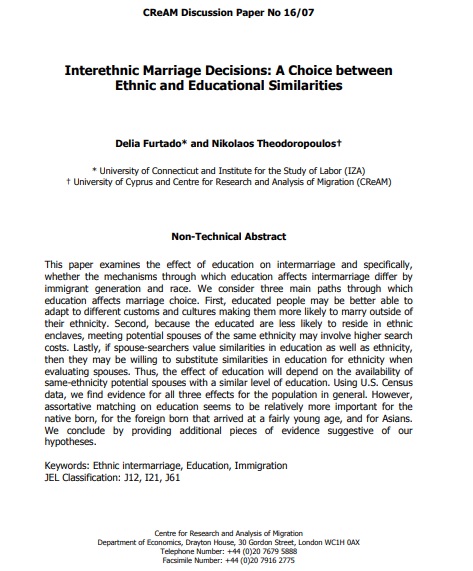 CReAM Discussion Paper No 16/07
Interethnic Marriage Decisions: A Choice between
Ethnic and Educational Similarities
Delia Furtado* and Nikolaos Theodoropoulos†
* University of Connecticut and Institute for the Study of Labor (IZA)
† University of Cyprus and Centre for Research and Analysis of Migration (CReAM)
Non-Technical Abstract
This paper examines the effect of education on intermarriage and specifically,
whether the mechanisms through which education affects intermarriage differ by
immigrant generation and race. We consider three main paths through which
education affects marriage choice. First, educated people may be better able to
adapt to different customs and cultures making them more likely to marry outside of
their ethnicity. Second, because the educated are less likely to reside in ethnic
enclaves, meeting potential spouses of the same ethnicity may involve higher search
costs. Lastly, if spouse-searchers value similarities in education as well as ethnicity,
then they may be willing to substitute similarities in education for ethnicity when
evaluating spouses. Thus, the effect of education will depend on the availability of
same-ethnicity potential spouses with a similar level of education. Using U.S. Census
data, we find evidence for all three effects for the population in general. However,
assortative matching on education seems to be relatively more important for the
native born, for the foreign born that arrived at a fairly young age, and for Asians.
We conclude by providing additional pieces of evidence suggestive of our
hypotheses.
Keywords: Ethnic intermarriage, Education, Immigration
JEL Classification: J12, I21, J61
Centre for Research and Analysis of Migration
Department of Economics, Drayton House, 30 Gordon Street, London WC1H 0AX
Telephone Number: +44 (0)20 7679 5888
Facsimile Number: +44 (0)20 7916 2775